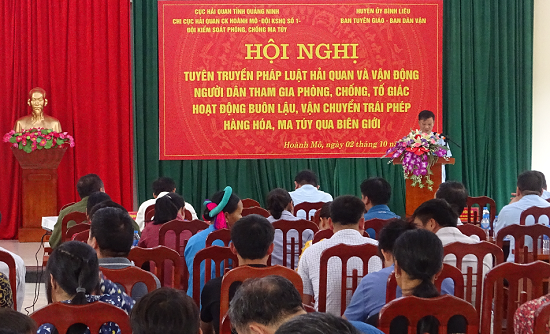 CỤC HẢI QUAN TỈNH QUẢNG NINH
CHI CỤC HẢI QUAN CK HOÀNH MÔ- ĐỘI KSHQ SỐ 1-
ĐỘI KIỂM SOÁT PHÒNG, CHỐNG MA TÚY
HUYỆN ỦY BÌNH LIÊU
BAN TUYÊN GIÁO - BAN DÂN VẬN
HỘI NGHỊ
TUYÊN TRUYỀN PHÁP LUẬT HẢI QUAN VÀ VẬN ĐỘNG
NGƯỜI DÂN THAM GIA PHÒNG, CHỐNG, TỐ GIÁC
HOẠT ĐỘNG BUÔN LẬU, VẬN CHUYỂN TRÁI PHÉP
HÀNG HÓA, MA TÚY QUA BIÊN GIỚI
Hoành Mô, ngày 02 tháng 10